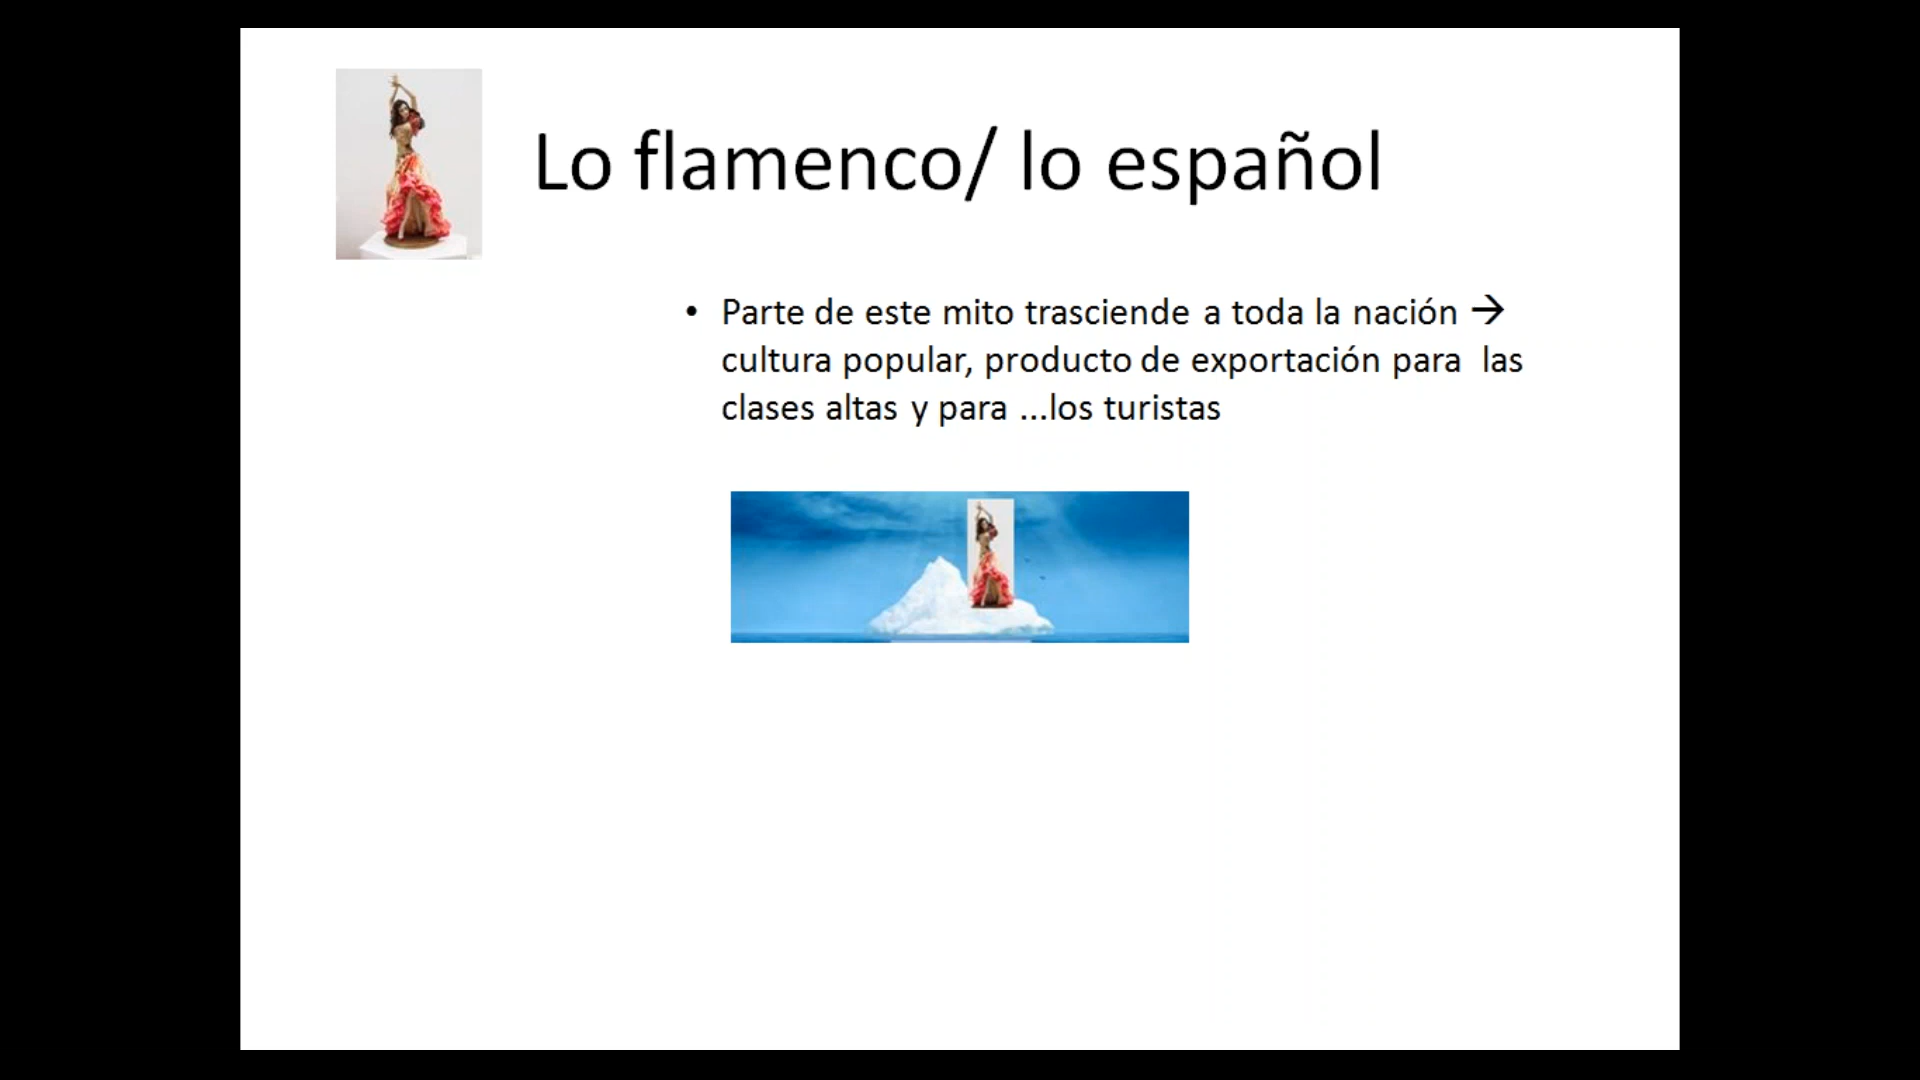 Lo flamenco/ lo español
• Parte de este mito trasciende a toda la nación →
cultura popular, producto de exportación para  las
clases altas y para ...los turistas